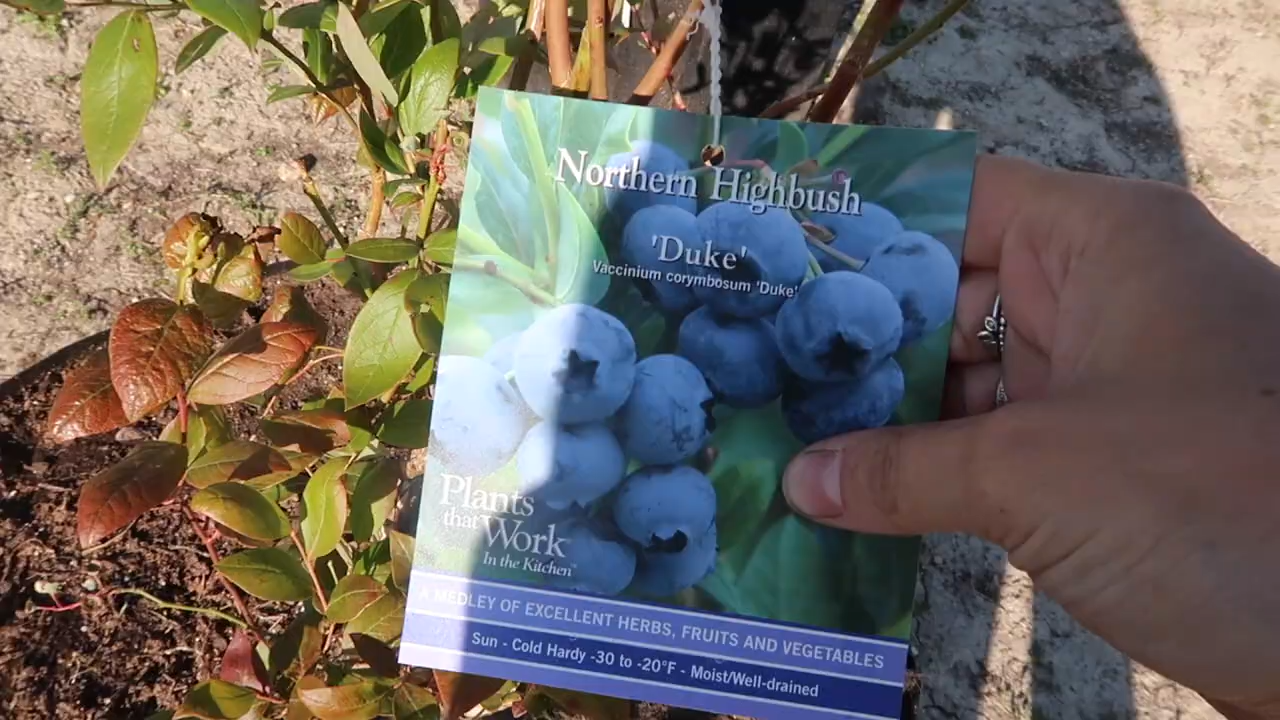 Northern Highbush
'Duke'
Vaccinium corymbosum 'Duke'
Plants
that Work
In the Kitchen™
A MEDLEY OF EXCELLENT HERBS, FRUITS AND VEGETABLES
Sun - Cold Hardy -30 to -20°F - Moist/Well-drained